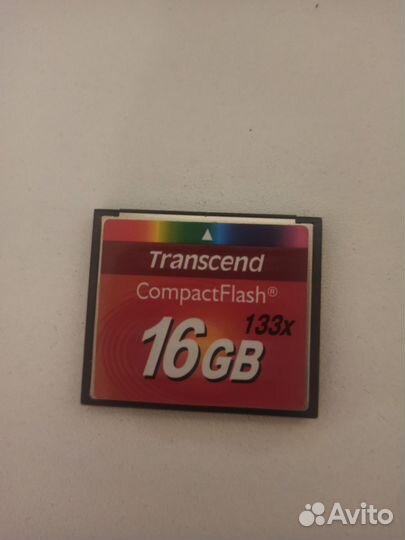 Transcend
CompactFlash®
133x
16GB
Avito